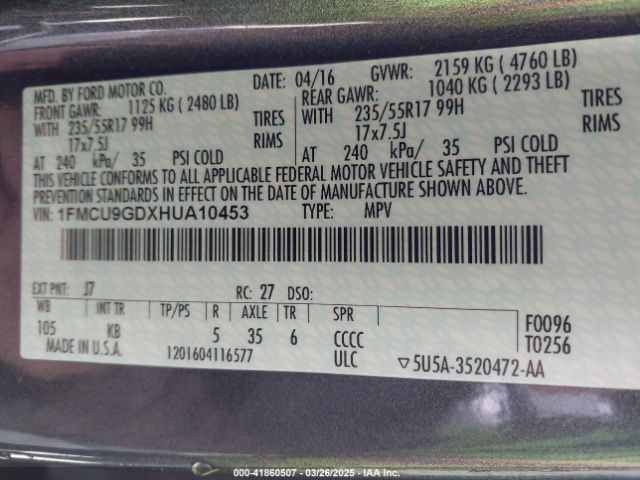 MFD. BY FORD MOTOR CO.
DATE: 04/16 GVWR: 2159 KG ( 4760 LB)
FRONT GAWR: 1125 KG ( 2480 LB)
REAR GAWR: 1040 KG ( 2293 LB)
WITH 235/55R17 99H TIRES
WITH 235/55R17 99H TIRES
17x7.5J RIMS
17x7.5J RIMS
AT 240 kPa/ 35 PSI COLD
AT 240 kPa/ 35 PSI COLD
THIS VEHICLE CONFORMS TO ALL APPLICABLE FEDERAL MOTOR VEHICLE SAFETY AND THEFT
PREVENTION STANDARDS IN EFFECT ON THE DATE OF MANUFACTURE SHOWN ABOVE.
VIN: 1FMCU9GDXHUA10453 TYPE: MPV
EXT PNT: J7 RC: 27 DSO:
WB INT TR TP/PS R AXLE TR SPR
105 KB 5 35 6 CCCC
F0096
MADE IN U.S.A. 1201604116577 ULC
T0256
▽5U5A-3520472-AA
000-41860507 / 03/26/2025 - IAA Inc.